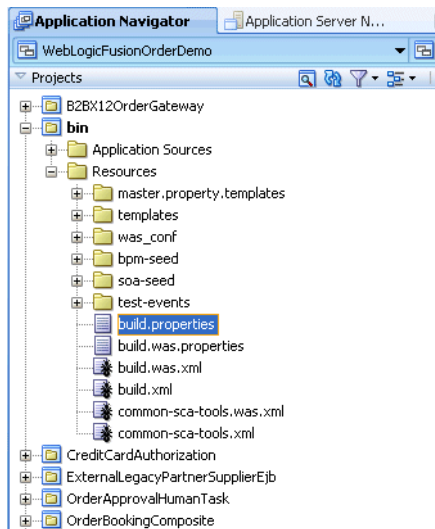 Application Navigator Application Server N...
WebLogicFusionOrderDemo
Projects
B2BX12OrderGateway
bin
Application Sources
Resources
master.property.templates
templates
was_conf
bpm-seed
soa-seed
test-events
build.properties
build.was.properties
build.was.xml
build.xml
common-sca-tools.was.xml
common-sca-tools.xml
CreditCardAuthorization
ExternalLegacyPartnerSupplierEjb
OrderApprovalHumanTask
OrderBookingComposite